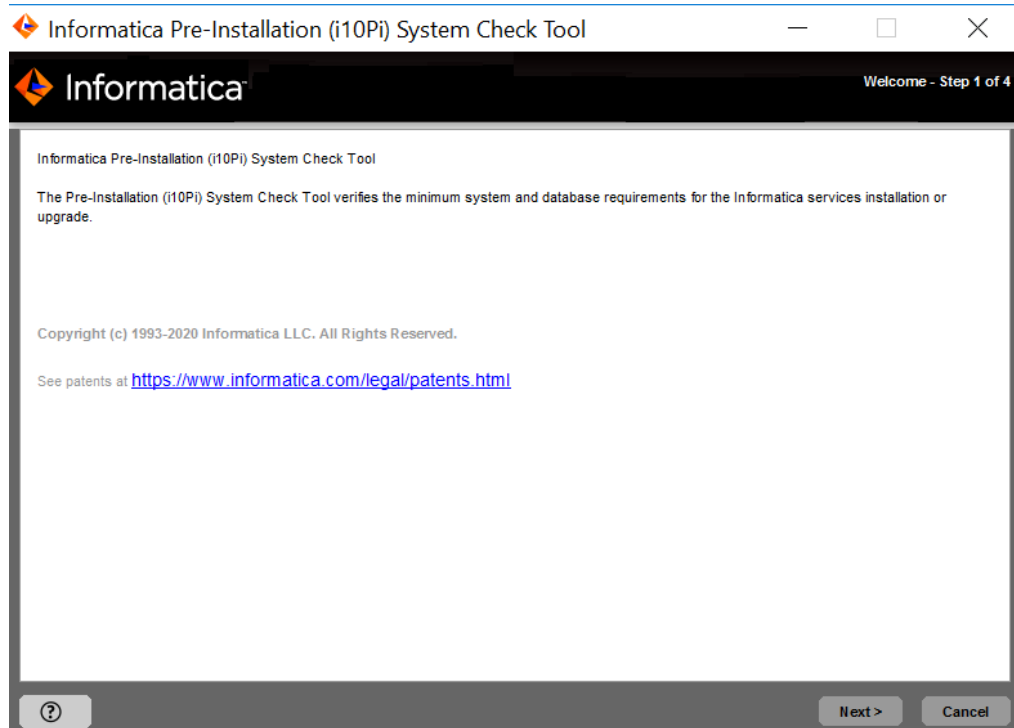 Informatica Pre-Installation (i10Pi) System Check Tool
Informatica
Welcome - Step 1 of 4
Informatica Pre-Installation (i10Pi) System Check Tool
The Pre-Installation (i10Pi) System Check Tool verifies the minimum system and database requirements for the Informatica services installation or
upgrade.
Copyright (c) 1993-2020 Informatica LLC. All Rights Reserved.
See patents at https://www.informatica.com/legal/patents.html
?
Next >
Cancel